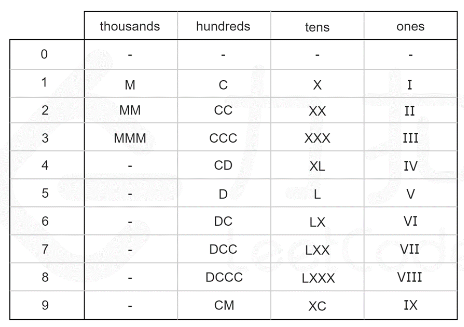 thousands hundreds tens ones
0 - - - -
1 M C X I
2 MM CC XX II
3 MMM CCC XXX III
4 - CD XL IV
5 - D L V
6 - DC LX VI
7 - DCC LXX VII
8 - DCCC LXXX VIII
9 - CM XC IX